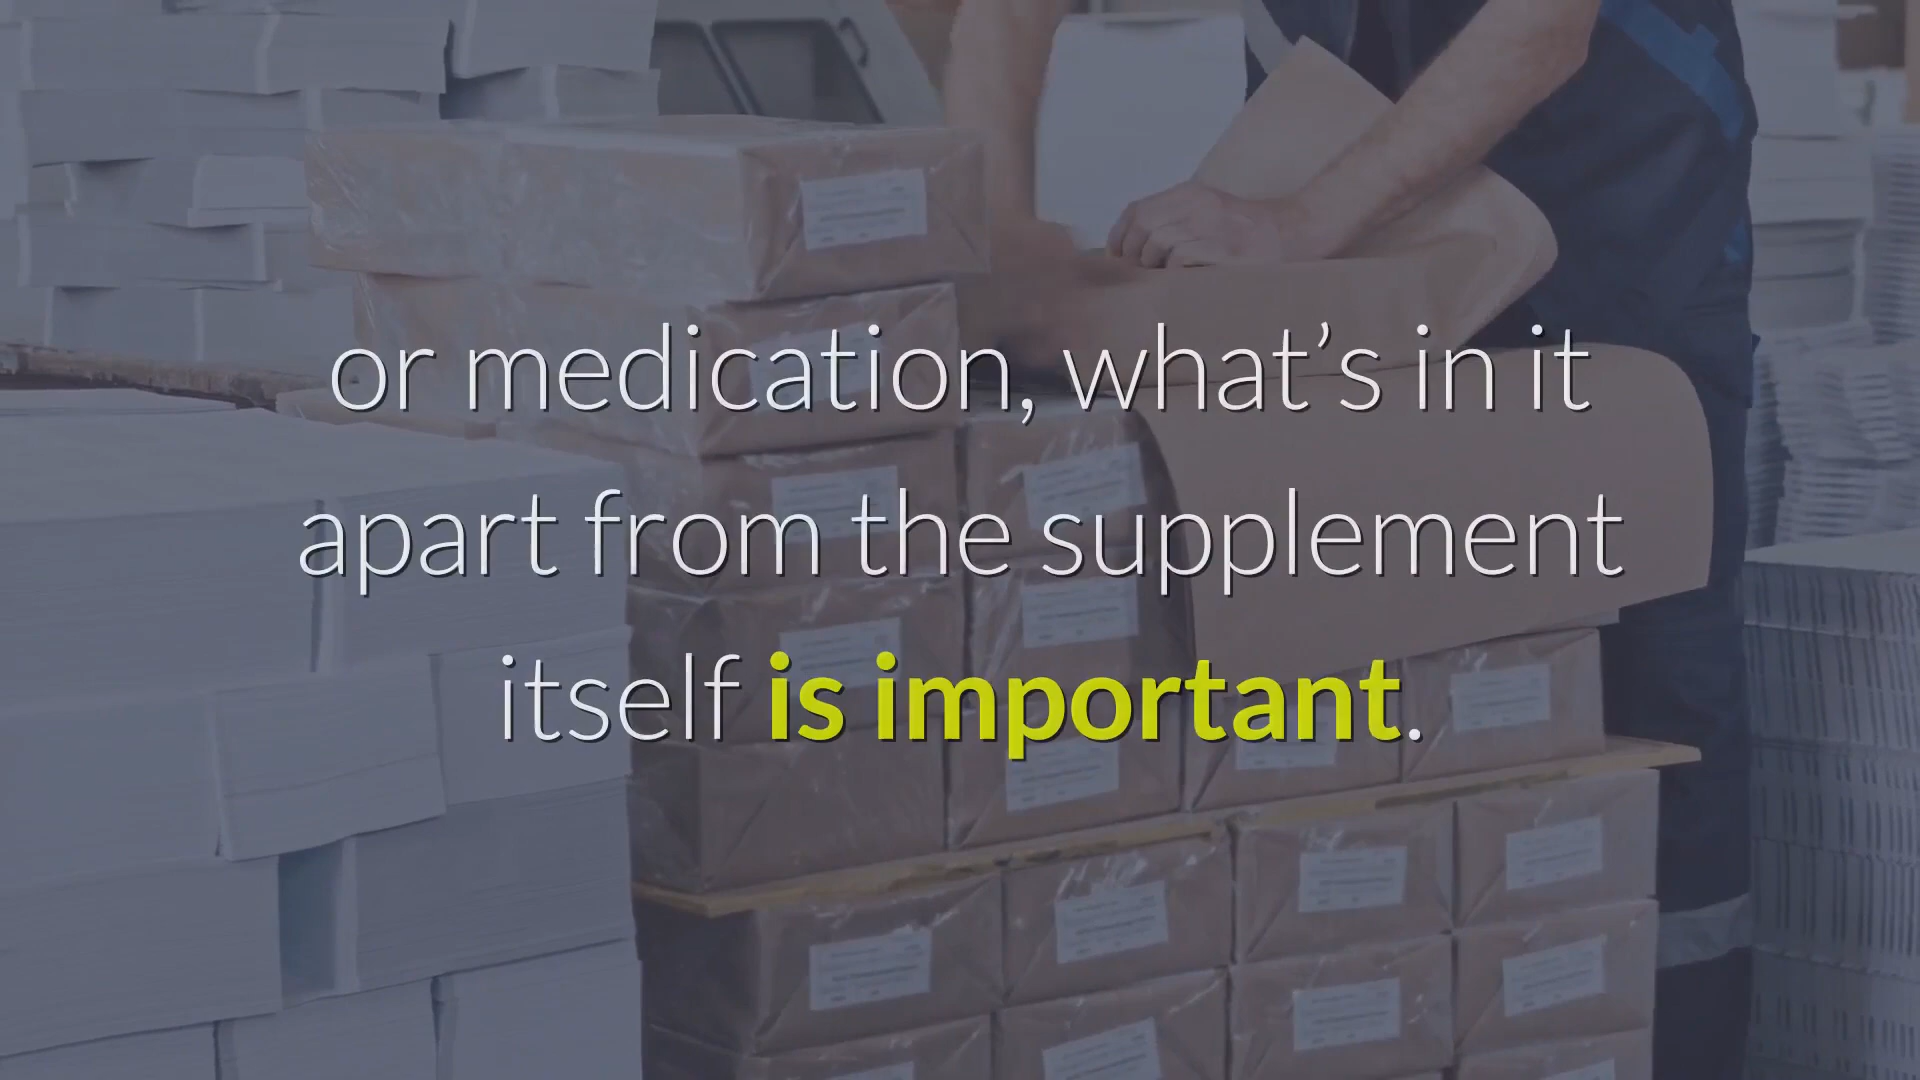 or medication, what’s in it
apart from the supplement
itself is important.